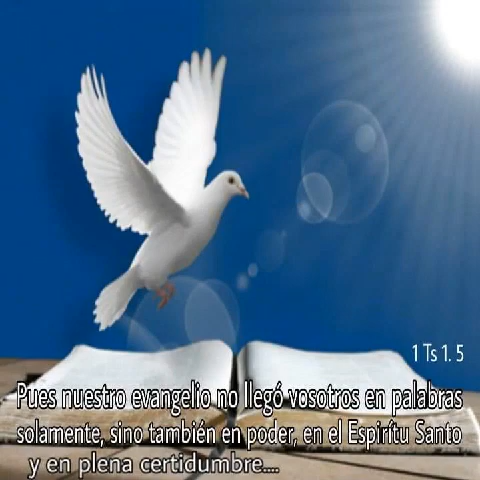 1 Ts 1. 5
Pues nuestro evangelio no llegó vosotros en palabras
solamente, sino también en poder, en el Espirítu Santo
y en plena certidumbre....